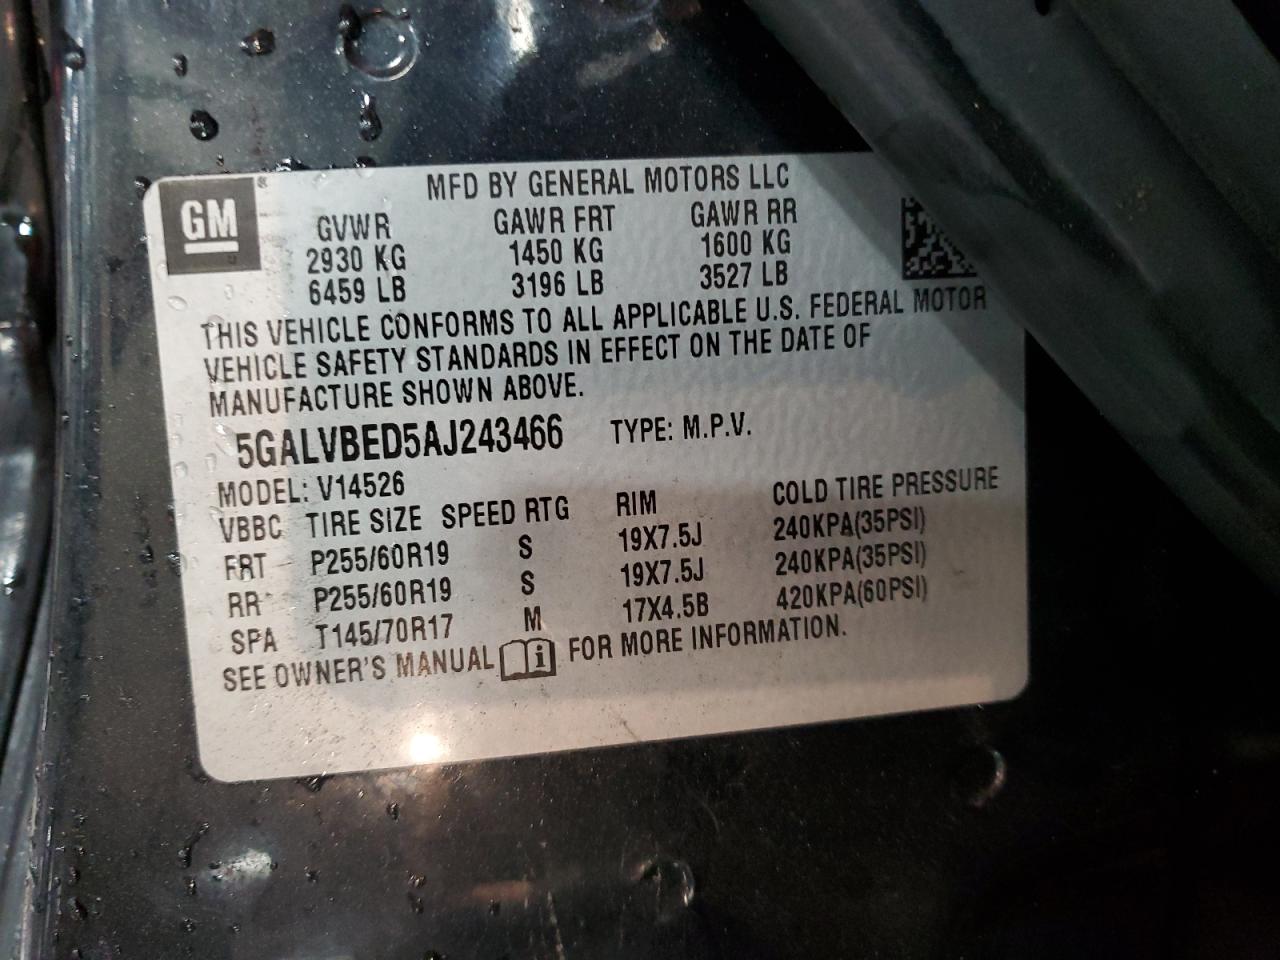 MFD BY GENERAL MOTORS LLC
GM
GVWR GAWR FRT GAWR RR
2930 KG 1450 KG 1600 KG
6459 LB 3196 LB 3527 LB
THIS VEHICLE CONFORMS TO ALL APPLICABLE U.S. FEDERAL MOTOR
VEHICLE SAFETY STANDARDS IN EFFECT ON THE DATE OF
MANUFACTURE SHOWN ABOVE.
5GALVBED5AJ243466 TYPE: M.P.V.
MODEL: V14526
VBBC TIRE SIZE SPEED RTG RIM COLD TIRE PRESSURE
FRT P255/60R19 S 19X7.5J 240KPA(35PSI)
RR P255/60R19 S 19X7.5J 240KPA(35PSI)
SPA T145/70R17 M 17X4.5B 420KPA(60PSI)
SEE OWNER'S MANUAL i FOR MORE INFORMATION.